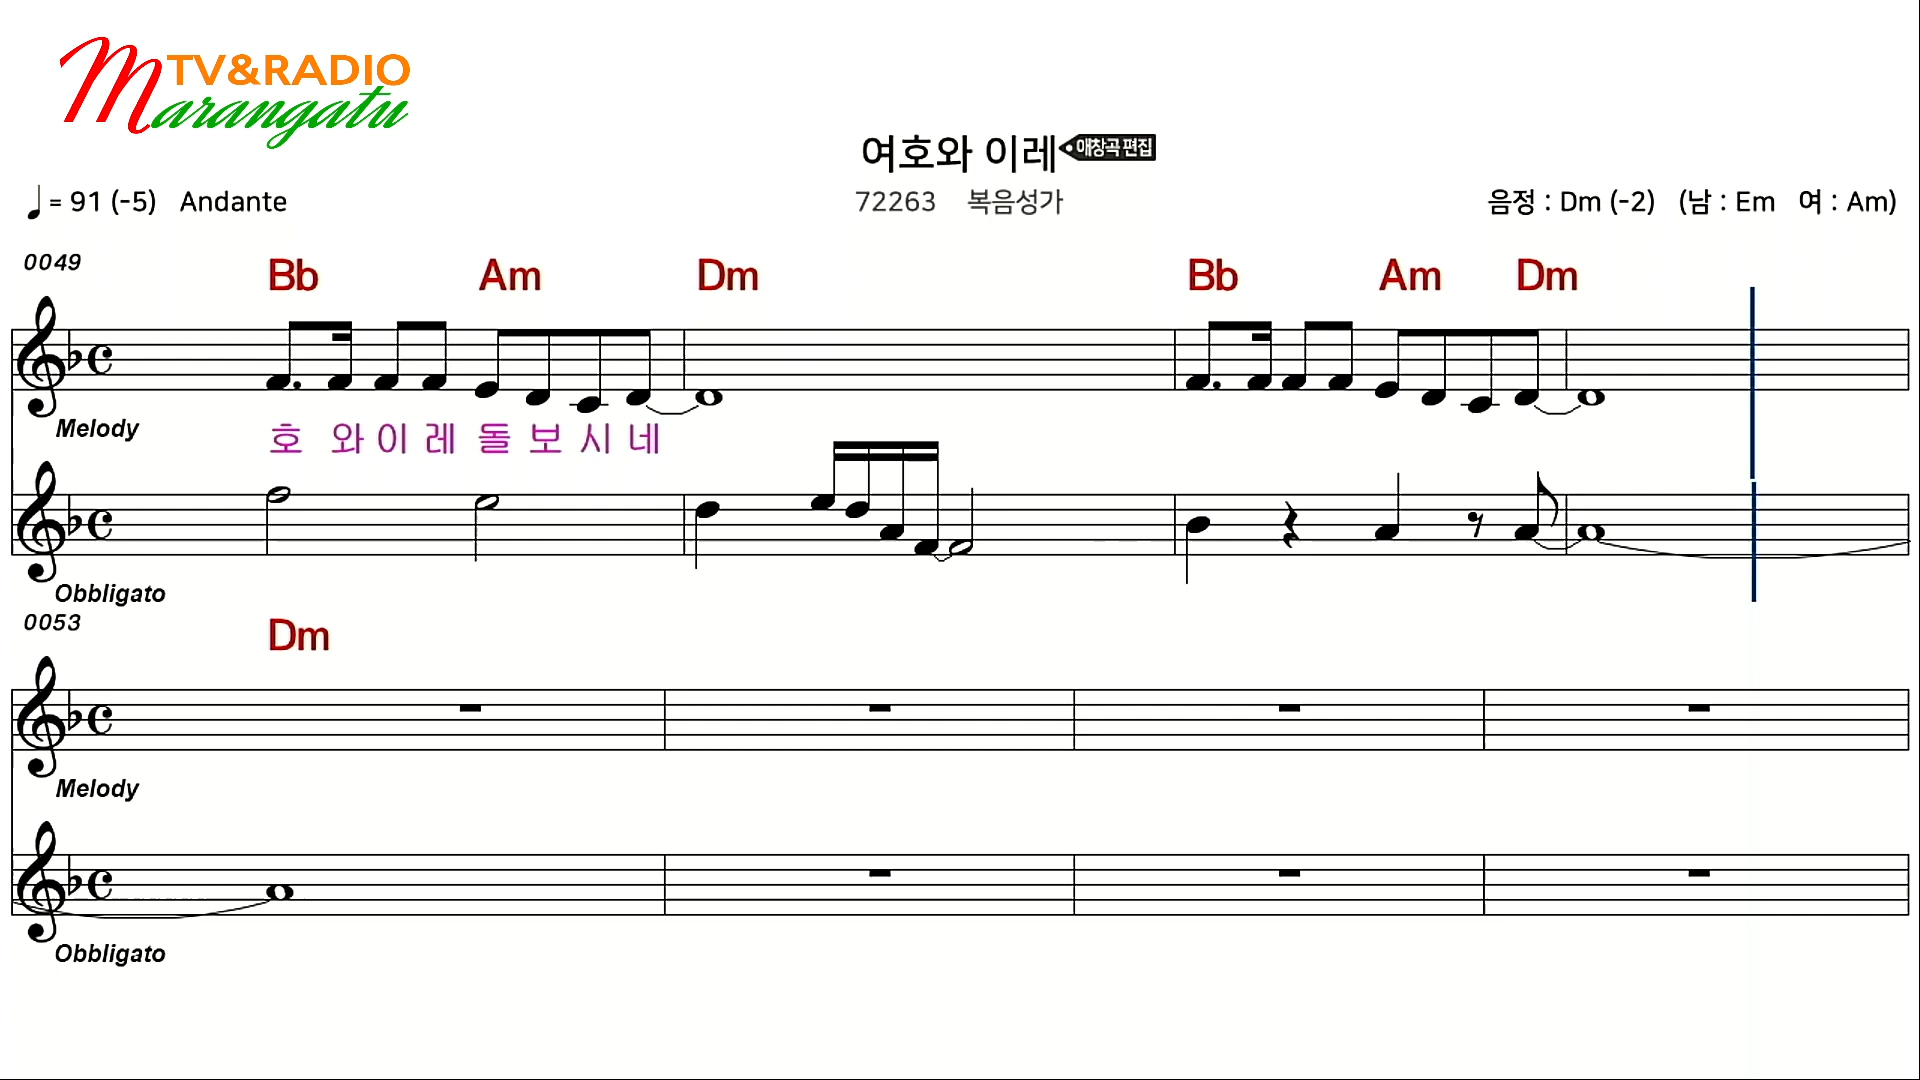 TV&RADIO
Marangatu
여호와 이레 애창곡 편집
♩= 91 (-5) Andante
72263 복음성가
음정 : Dm (-2) (남 : Em 여 : Am)
0049
Bb Am Dm Bb Am Dm
Melody
호 와 이 레 돌 보 시 네
Obbligato
0053
Dm
Melody
Obbligato